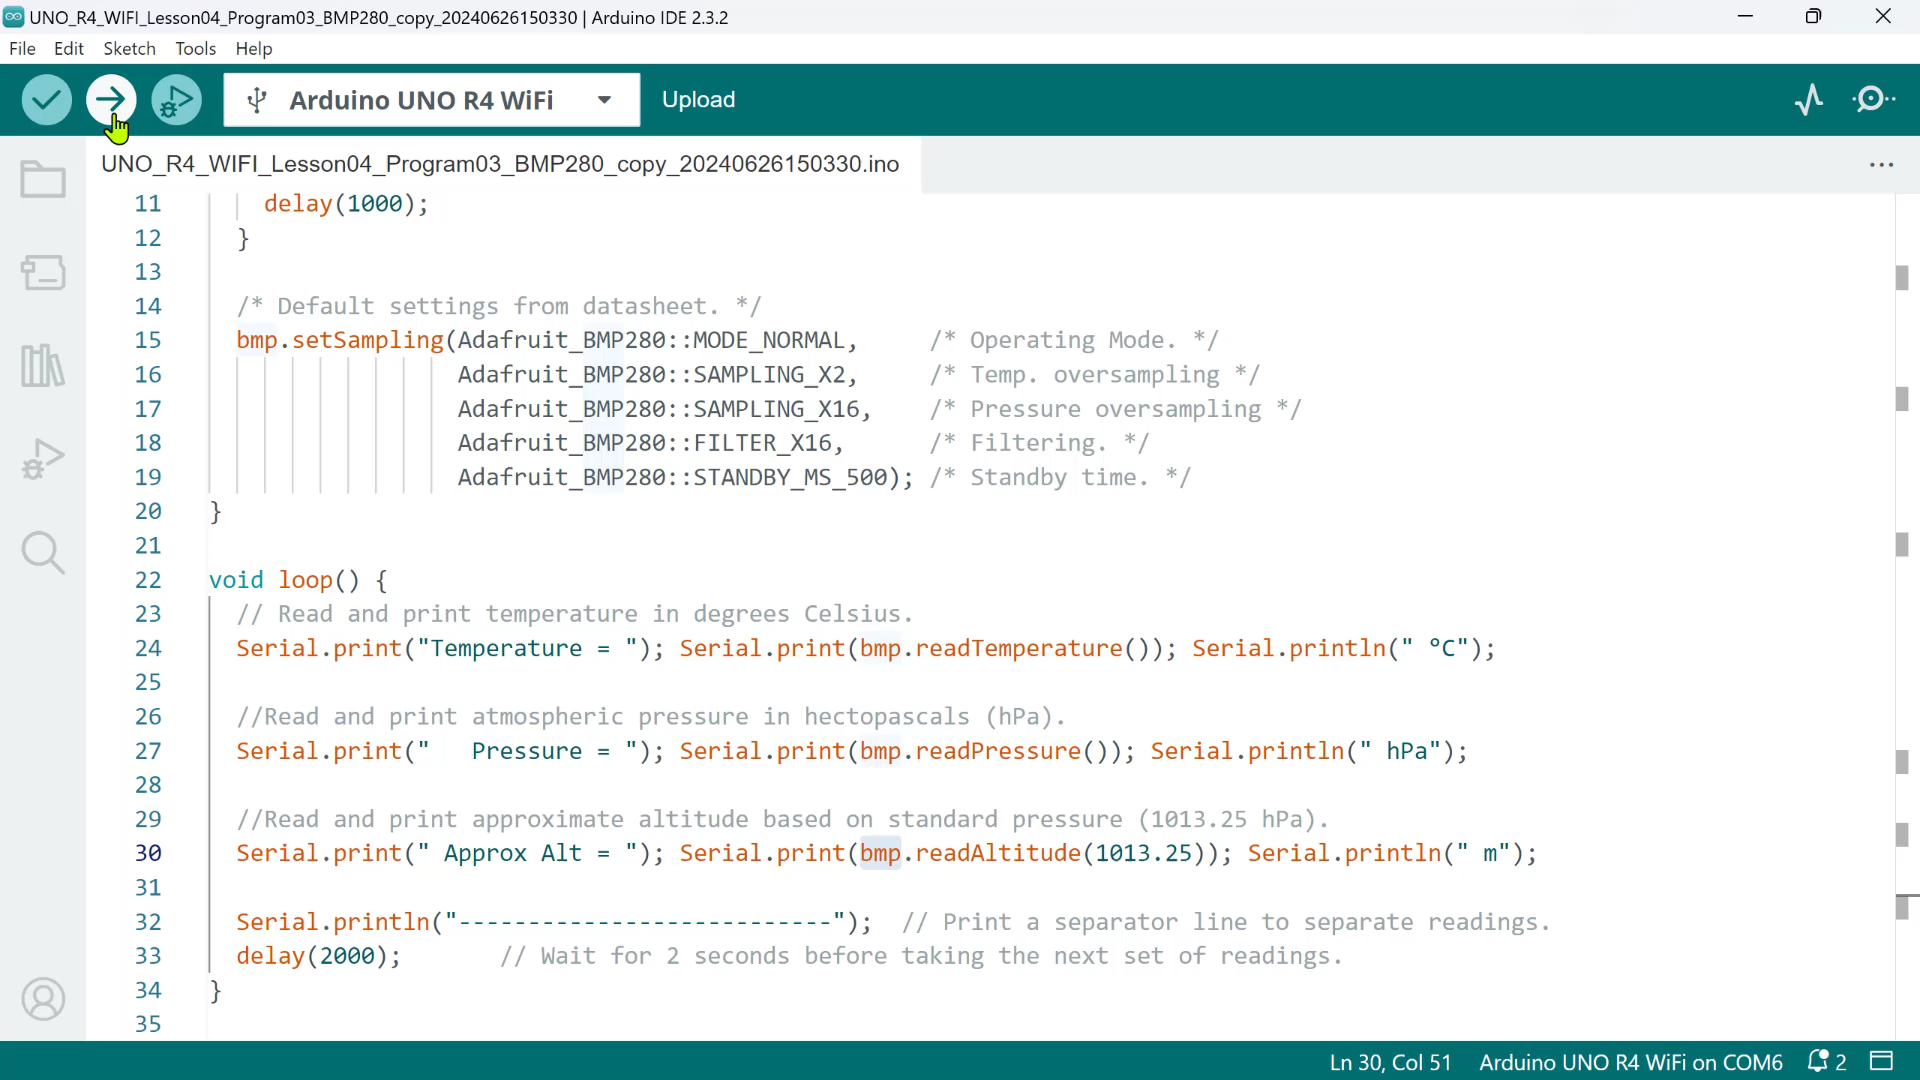 UNO_R4_WIFI_Lesson04_Program03_BMP280_copy_20240626150330 | Arduino IDE 2.3.2
File Edit Sketch Tools Help
Arduino UNO R4 WiFi Upload
UNO_R4_WIFI_Lesson04_Program03_BMP280_copy_20240626150330.ino
11 delay(1000);
12 }
13
14 /* Default settings from datasheet. */
15 bmp.setSampling(Adafruit_BMP280::MODE_NORMAL, /* Operating Mode. */
16 Adafruit_BMP280::SAMPLING_X2, /* Temp. oversampling */
17 Adafruit_BMP280::SAMPLING_X16, /* Pressure oversampling */
18 Adafruit_BMP280::FILTER_X16, /* Filtering. */
19 Adafruit_BMP280::STANDBY_MS_500); /* Standby time. */
20 }
21
22 void loop() {
23 // Read and print temperature in degrees Celsius.
24 Serial.print("Temperature = "); Serial.print(bmp.readTemperature()); Serial.println(" °C");
25
26 //Read and print atmospheric pressure in hectopascals (hPa).
27 Serial.print("   Pressure = "); Serial.print(bmp.readPressure()); Serial.println(" hPa");
28
29 //Read and print approximate altitude based on standard pressure (1013.25 hPa).
30 Serial.print(" Approx Alt = "); Serial.print(bmp.readAltitude(1013.25)); Serial.println(" m");
31
32 Serial.println("---------------------------"); // Print a separator line to separate readings.
33 delay(2000); // Wait for 2 seconds before taking the next set of readings.
34 }
35
Ln 30, Col 51 Arduino UNO R4 WiFi on COM6 2